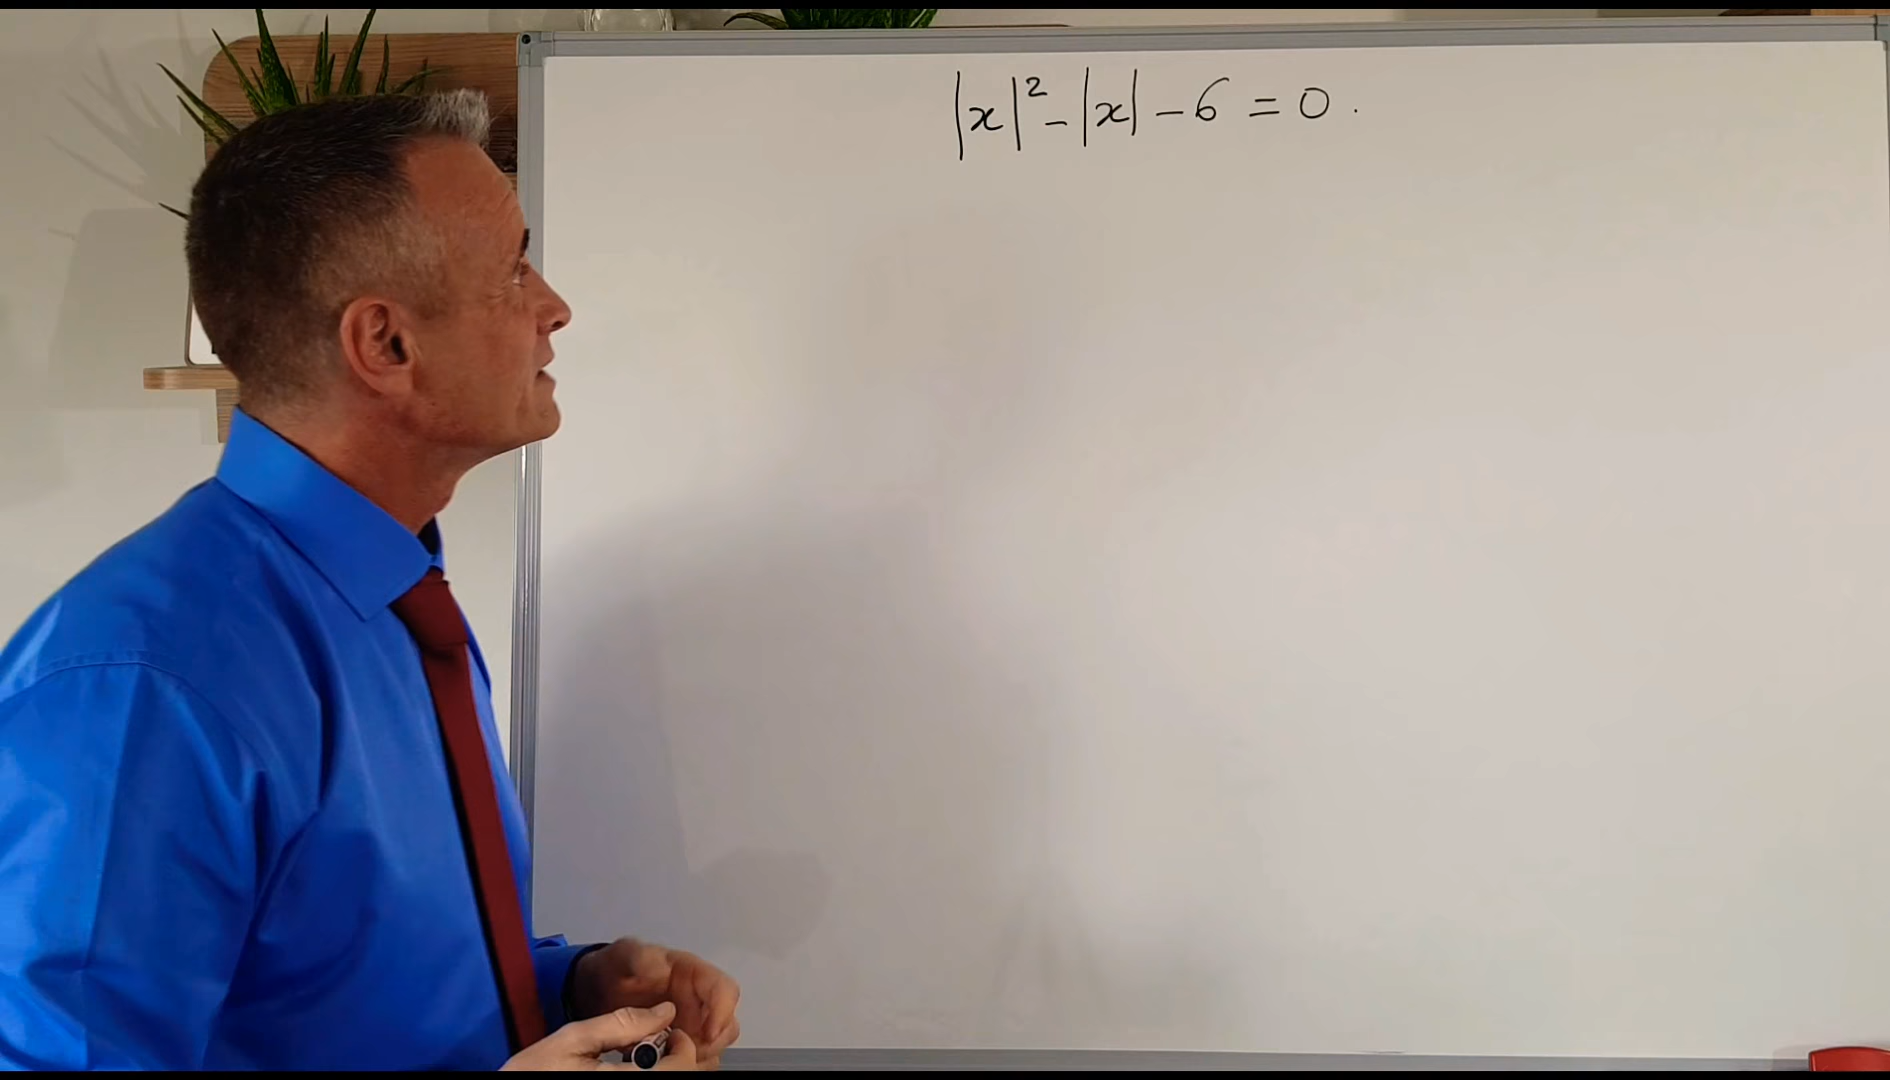 |x|² - |x| - 6 = 0.